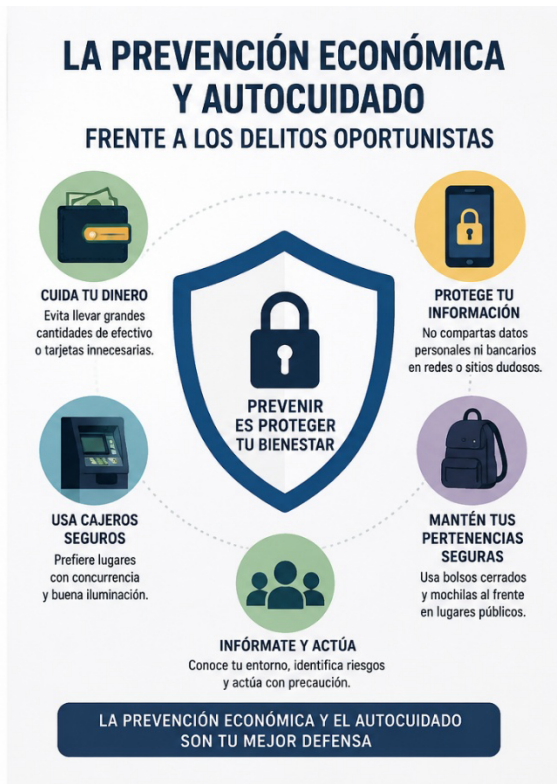 LA PREVENCIÓN ECONÓMICA
Y AUTOCUIDADO
FRENTE A LOS DELITOS OPORTUNISTAS
CUIDA TU DINERO
Evita llevar grandes
cantidades de efectivo
o tarjetas innecesarias.
PROTEGE TU
INFORMACIÓN
No compartas datos
personales ni bancarios
en redes o sitios dudosos.
PREVENIR
ES PROTEGER
TU BIENESTAR
USA CAJEROS
SEGUROS
Prefiere lugares
con concurrencia
y buena iluminación.
MANTÉN TUS
PERTENENCIAS
SEGURAS
Usa bolsos cerrados
y mochilas al frente
en lugares públicos.
INFÓRMATE Y ACTÚA
Conoce tu entorno, identifica riesgos
y actúa con precaución.
LA PREVENCIÓN ECONÓMICA Y EL AUTOCUIDADO
SON TU MEJOR DEFENSA